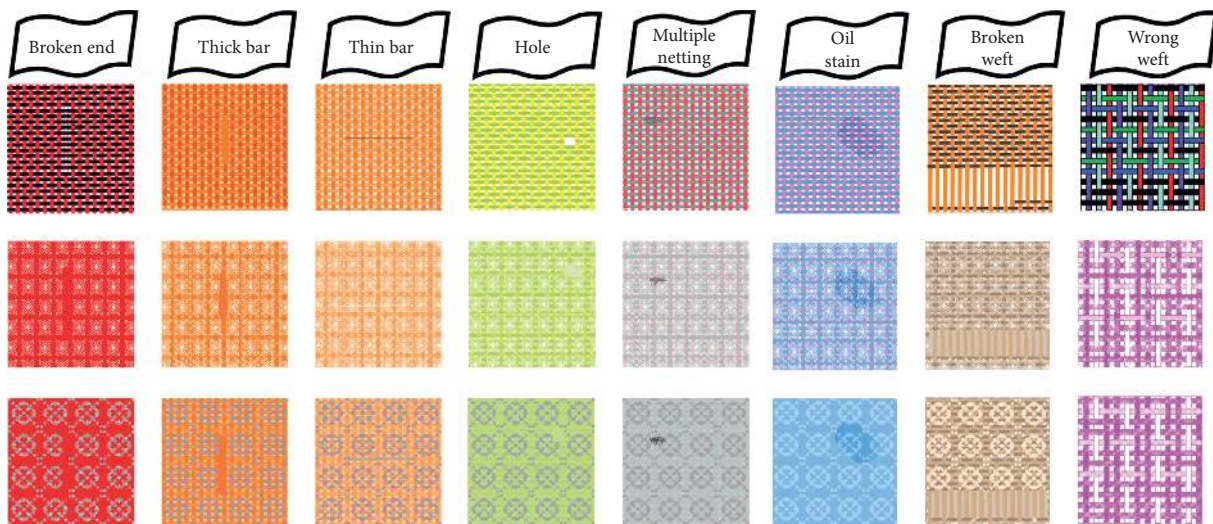 Broken end
Thick bar
Thin bar
Hole
Multiple
netting
Oil
stain
Broken
weft
Wrong
weft